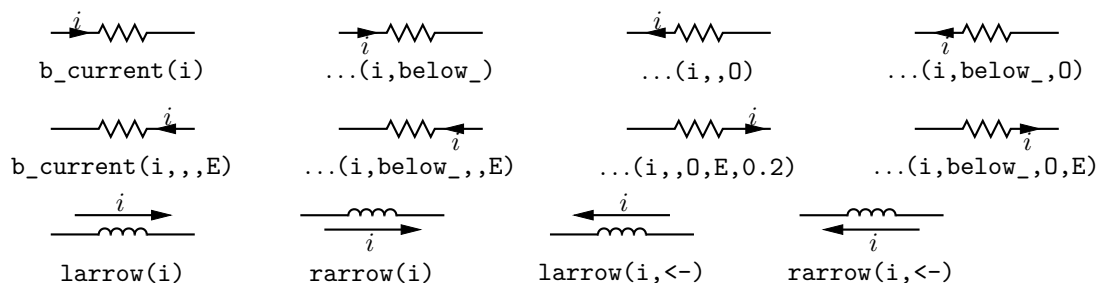 i i i i
b_current(i) ...(i,below_) ...(i,,O) ...(i,below_,O)
i i i i
b_current(i,,,E) ...(i,below_,,E) ...(i,,O,E,0.2) ...(i,below_,O,E)
i i i i
larrow(i) rarrow(i) larrow(i,<-) rarrow(i,<-)